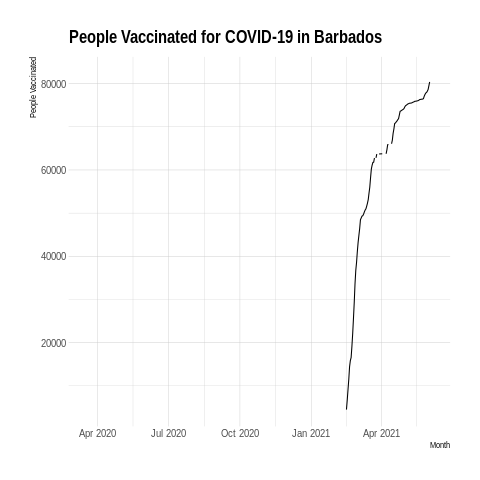 People Vaccinated for COVID-19 in Barbados
People Vaccinated
80000
60000
40000
20000
Apr 2020 Jul 2020 Oct 2020 Jan 2021 Apr 2021
Month